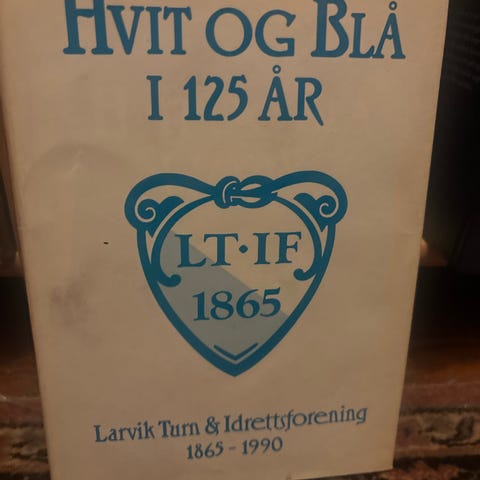 HVIT OG BLÅ
I 125 ÅR
LT·IF
1865
Larvik Turn & Idrettsforening
1865 - 1990